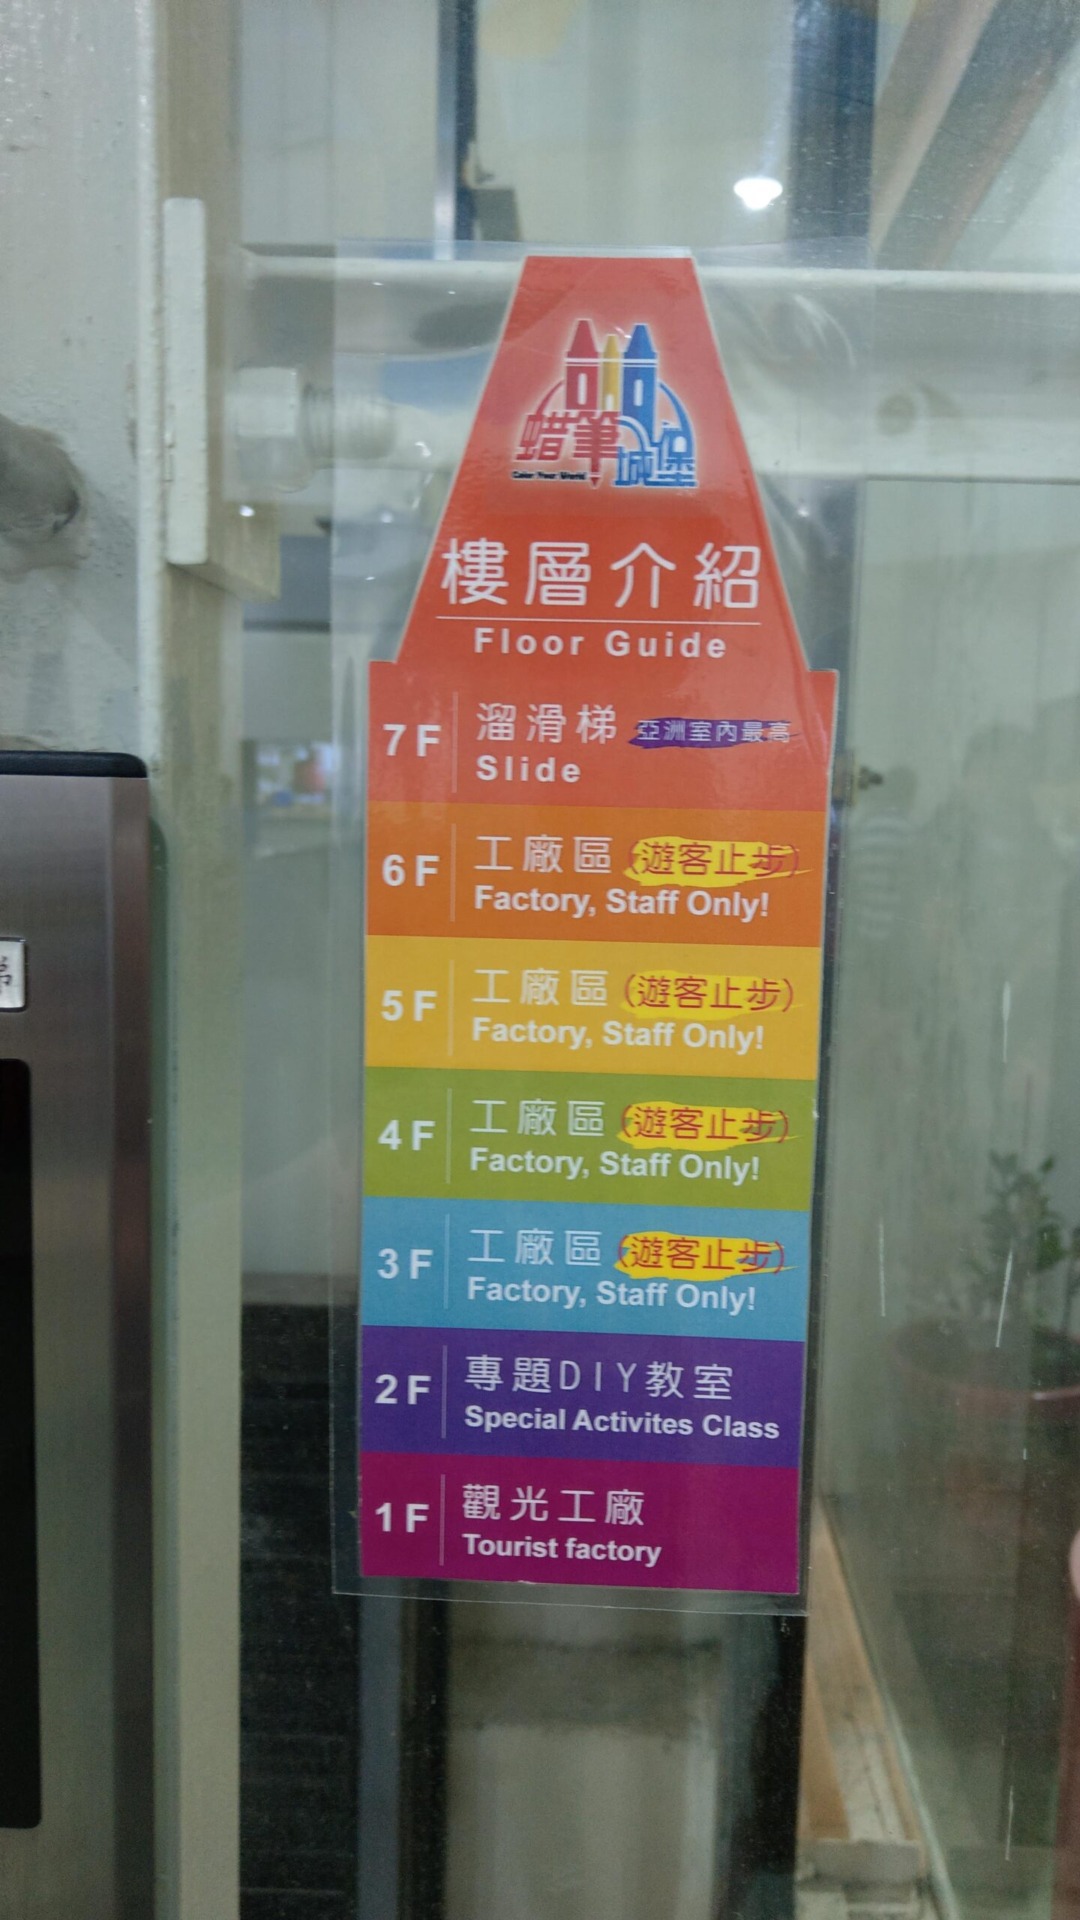 蜡筆城堡
Color Your World
樓層介紹
Floor Guide
7F
溜滑梯 亞洲室內最高
Slide
6F
工廠區 (遊客止步)
Factory, Staff Only!
5F
工廠區 (遊客止步)
Factory, Staff Only!
4F
工廠區 (遊客止步)
Factory, Staff Only!
3F
工廠區 (遊客止步)
Factory, Staff Only!
2F
專題DIY教室
Special Activites Class
1F
觀光工廠
Tourist factory